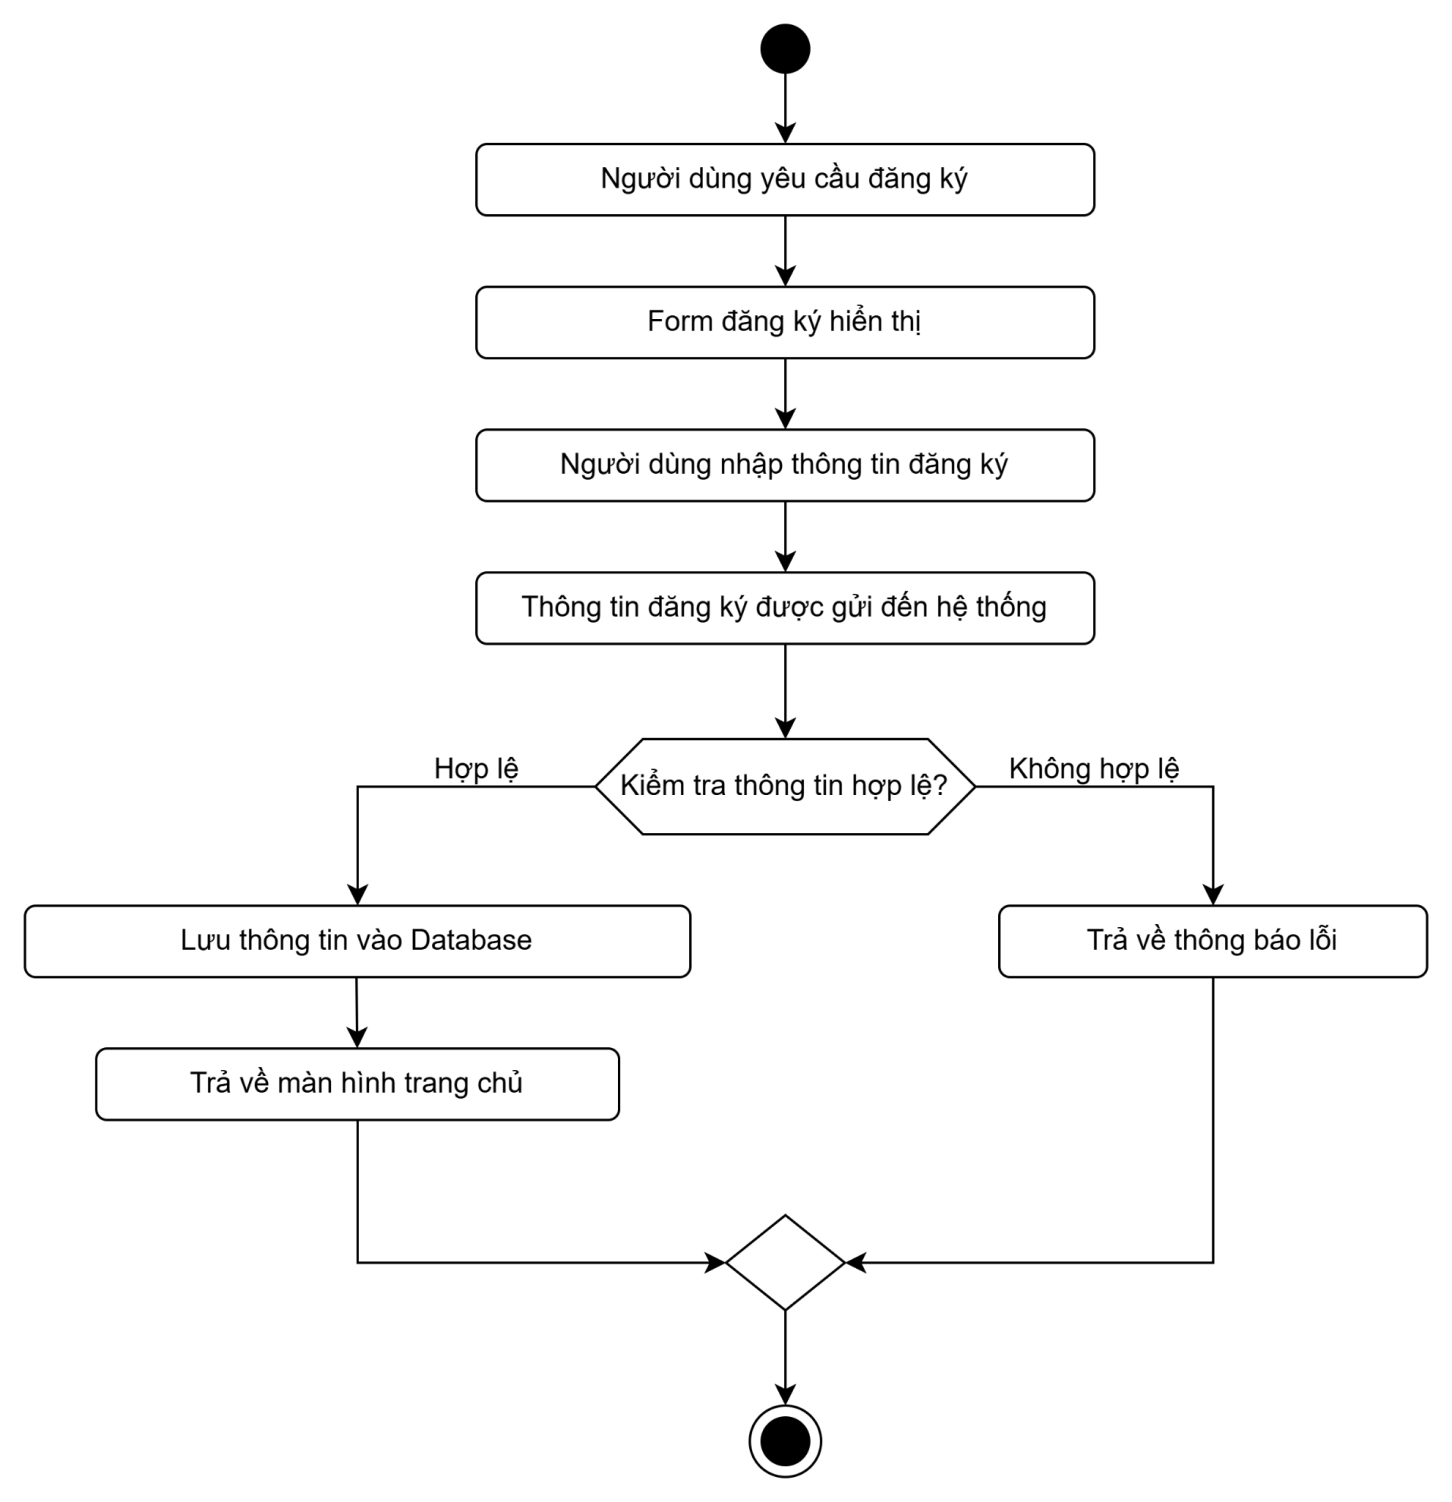 Người dùng yêu cầu đăng ký
Form đăng ký hiển thị
Người dùng nhập thông tin đăng ký
Thông tin đăng ký được gửi đến hệ thống
Kiểm tra thông tin hợp lệ?
Hợp lệ
Không hợp lệ
Lưu thông tin vào Database
Trả về thông báo lỗi
Trả về màn hình trang chủ